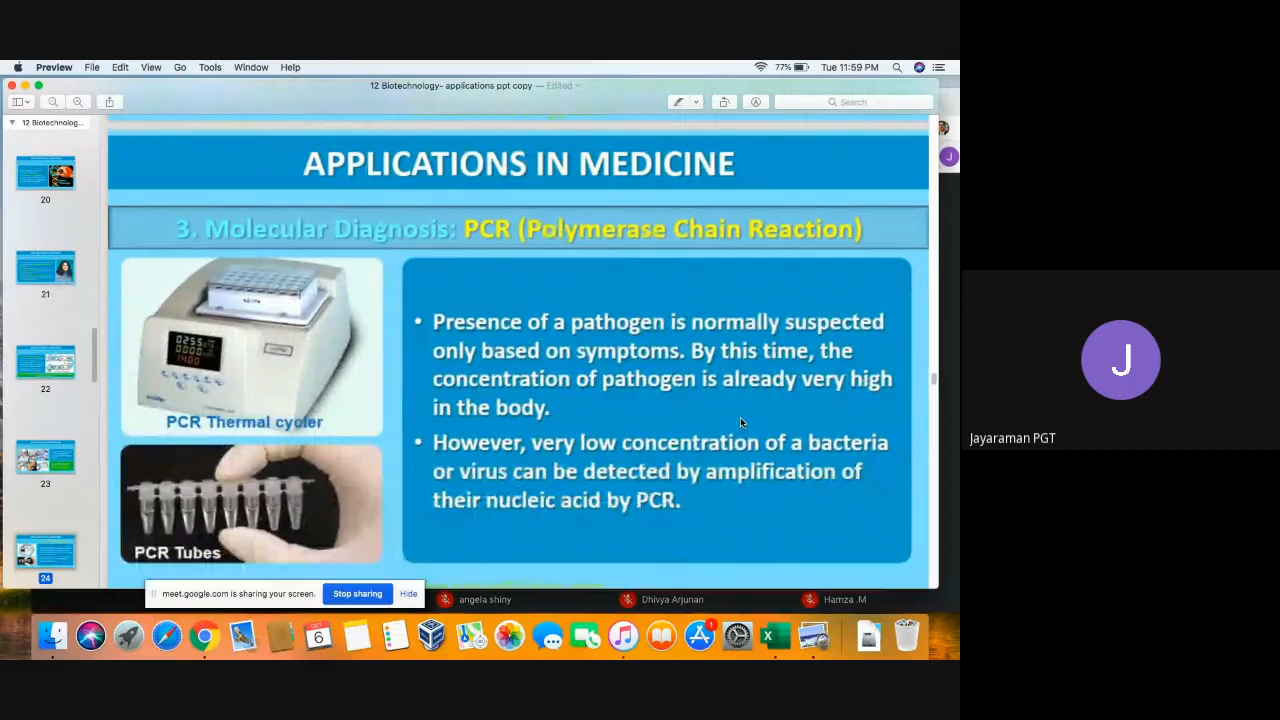 Preview File Edit View Go Tools Window Help
77% Tue 11:59 PM
12 Biotechnology- applications ppt copy — Edited
Search
12 Biotechnolog...
20
21
22
23
24
APPLICATIONS IN MEDICINE
3. Molecular Diagnosis: PCR (Polymerase Chain Reaction)
PCR Thermal cycler
PCR Tubes
• Presence of a pathogen is normally suspected
only based on symptoms. By this time, the
concentration of pathogen is already very high
in the body.
• However, very low concentration of a bacteria
or virus can be detected by amplification of
their nucleic acid by PCR.
J
J
Jayaraman PGT
meet.google.com is sharing your screen. Stop sharing Hide
angela shiny
Dhivya Arjunan
Hamza .M
OCT
6
1